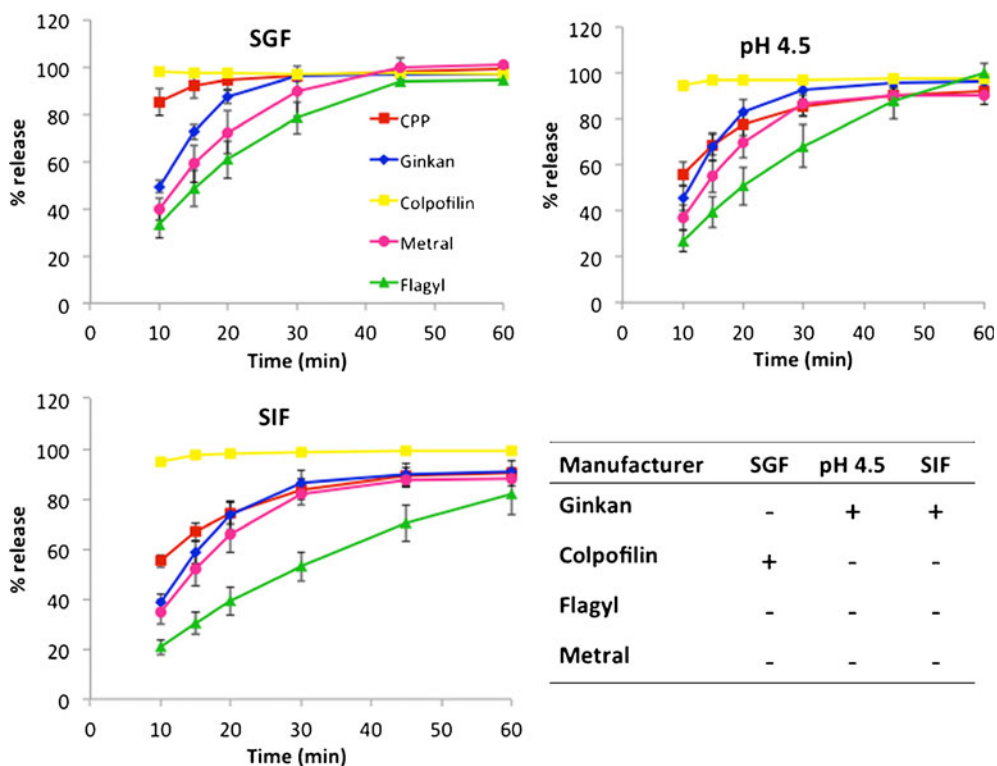 SGF
120
100
80
60
40
20
0
% release
0 10 20 30 40 50 60
Time (min)
CPP
Ginkan
Colpofilin
Metral
Flagyl
pH 4.5
120
100
80
60
40
20
0
% release
0 10 20 30 40 50 60
Time (min)
SIF
120
100
80
60
40
20
0
% release
0 10 20 30 40 50 60
Time (min)
Manufacturer SGF pH 4.5 SIF
Ginkan - + +
Colpofilin + - -
Flagyl - - -
Metral - - -